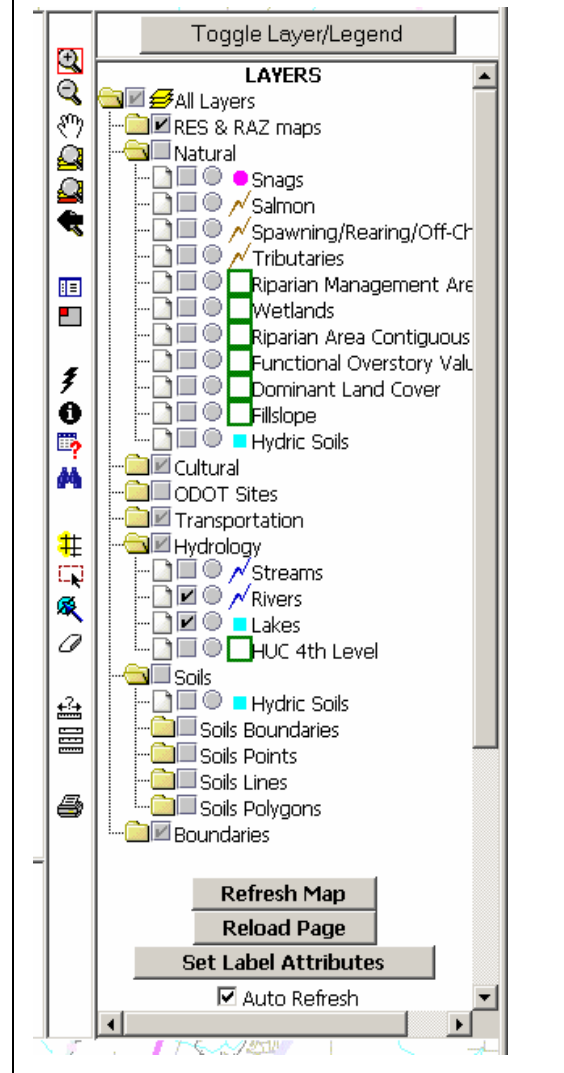 Toggle Layer/Legend
LAYERS
All Layers
RES & RAZ maps
Natural
Snags
Salmon
Spawning/Rearing/Off-Ch
Tributaries
Riparian Management Are
Wetlands
Riparian Area Contiguous
Functional Overstory Valu
Dominant Land Cover
Fillslope
Hydric Soils
Cultural
ODOT Sites
Transportation
Hydrology
Streams
Rivers
Lakes
HUC 4th Level
Soils
Hydric Soils
Soils Boundaries
Soils Points
Soils Lines
Soils Polygons
Boundaries
Refresh Map
Reload Page
Set Label Attributes
Auto Refresh